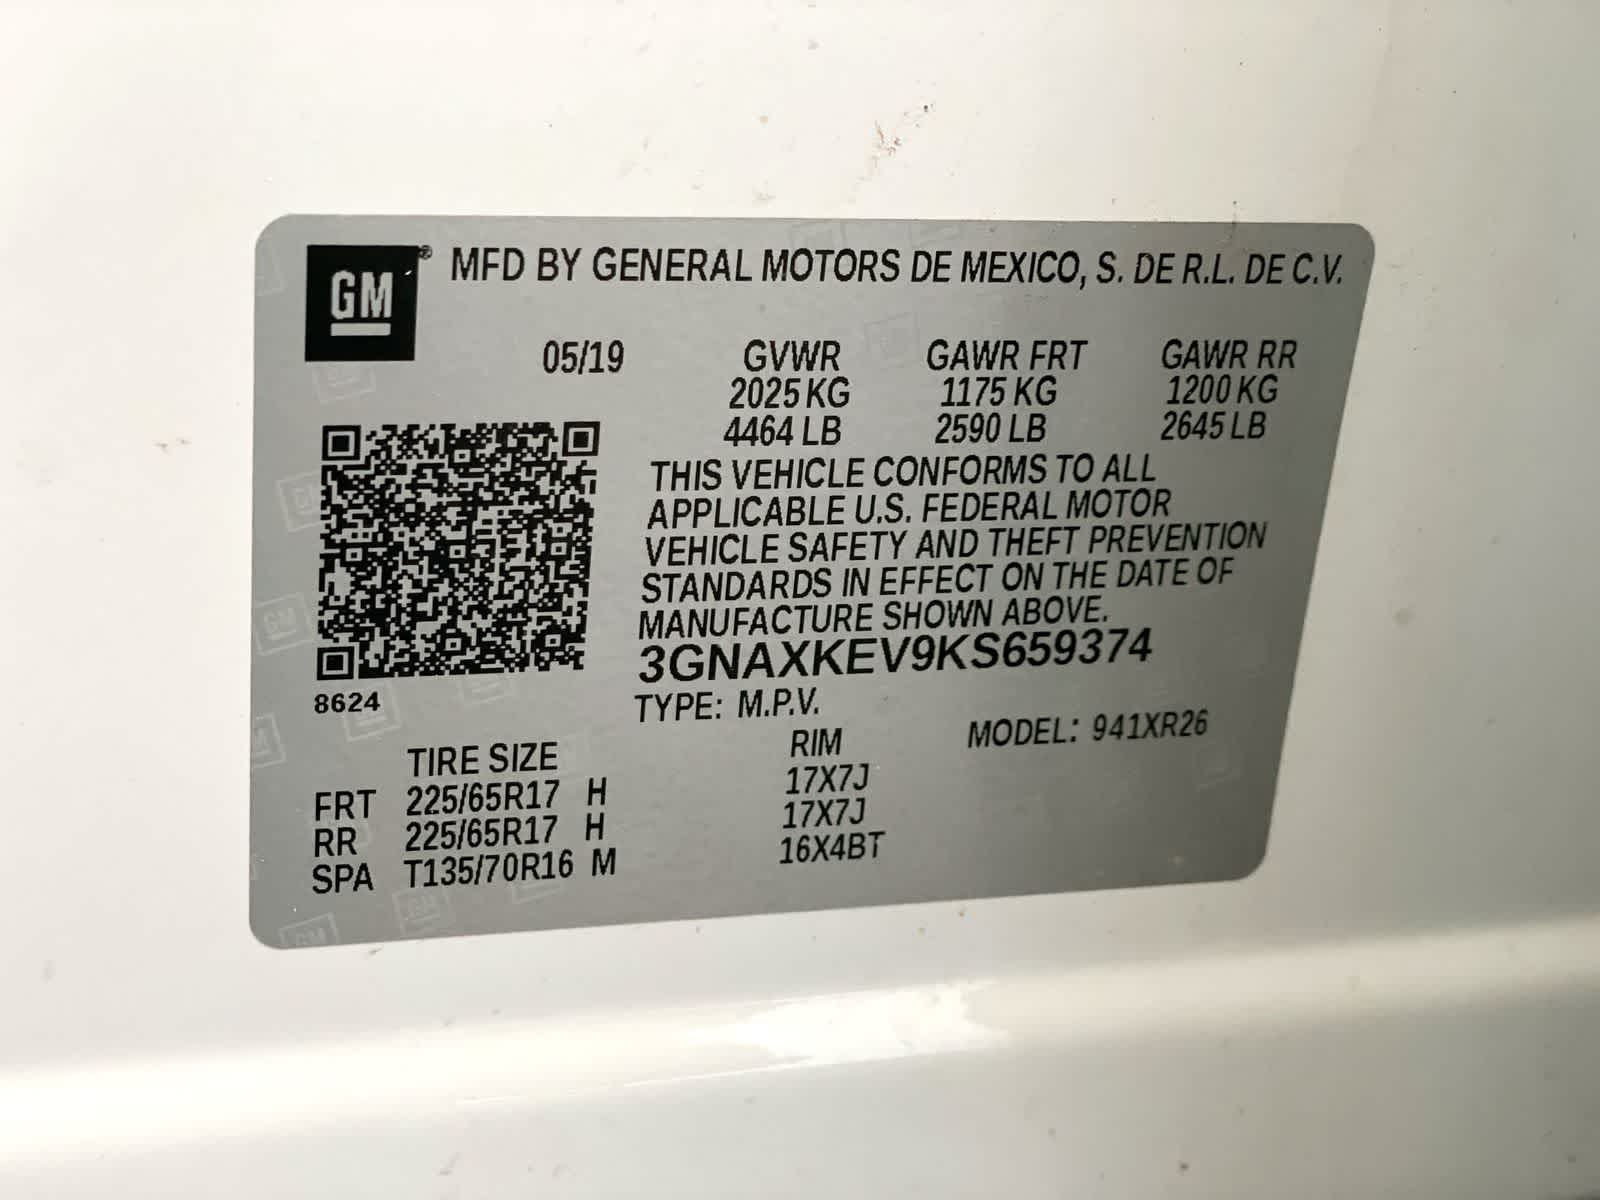 GM® MFD BY GENERAL MOTORS DE MEXICO, S. DE R.L. DE C.V.
05/19 GVWR GAWR FRT GAWR RR
2025 KG 1175 KG 1200 KG
4464 LB 2590 LB 2645 LB
THIS VEHICLE CONFORMS TO ALL
APPLICABLE U.S. FEDERAL MOTOR
VEHICLE SAFETY AND THEFT PREVENTION
STANDARDS IN EFFECT ON THE DATE OF
MANUFACTURE SHOWN ABOVE.
3GNAXKEV9KS659374
8624
TYPE: M.P.V.
TIRE SIZE RIM MODEL: 941XR26
FRT 225/65R17 H 17X7J
RR 225/65R17 H 17X7J
SPA T135/70R16 M 16X4BT